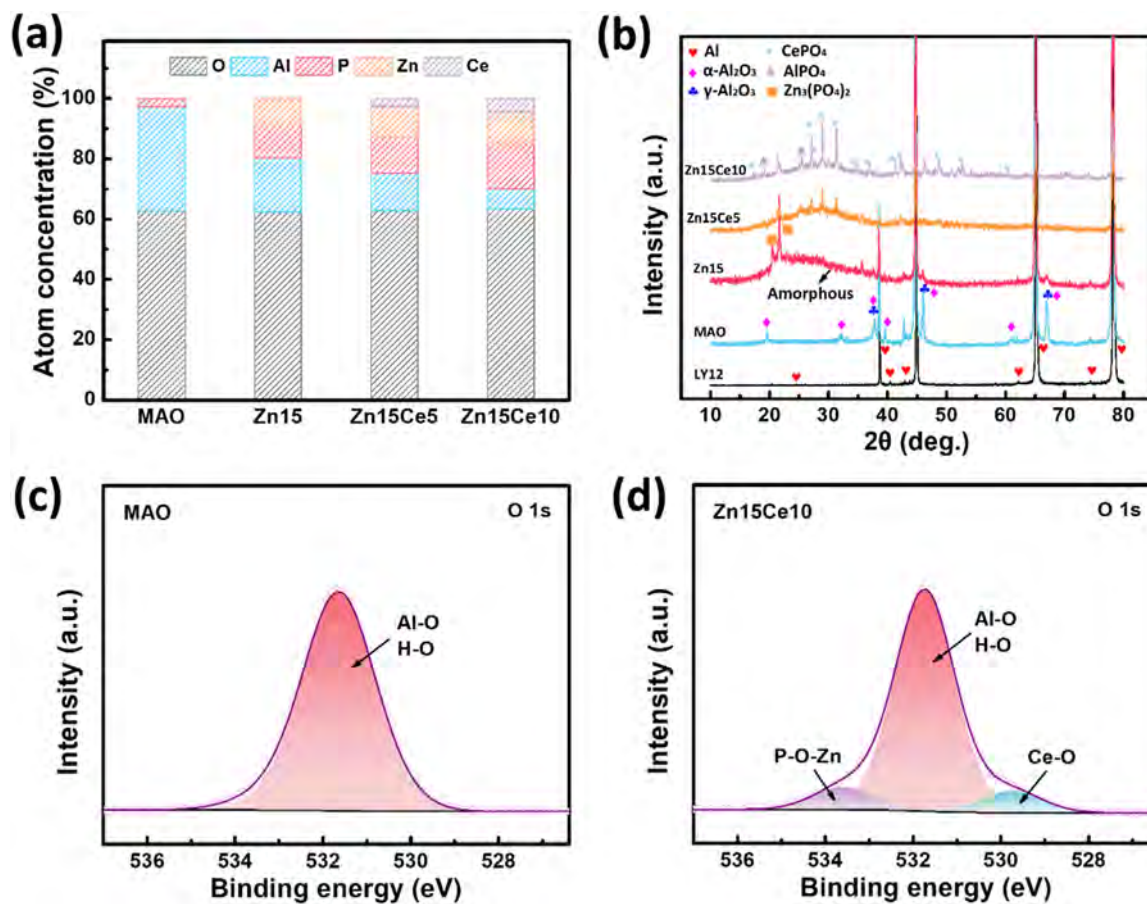 (a)
O Al P Zn Ce
Atom concentration (%)
100
80
60
40
20
0
MAO Zn15 Zn15Ce5 Zn15Ce10
(b)
Al CePO₄
α-Al₂O₃ AlPO₄
γ-Al₂O₃ Zn₃(PO₄)₂
Intensity (a.u.)
Zn15Ce10
Zn15Ce5
Zn15
Amorphous
MAO
LY12
10 20 30 40 50 60 70 80
2θ (deg.)
(c)
MAO O 1s
Al-O
H-O
Intensity (a.u.)
536 534 532 530 528
Binding energy (eV)
(d)
Zn15Ce10 O 1s
Al-O
H-O
P-O-Zn
Ce-O
Intensity (a.u.)
536 534 532 530 528
Binding energy (eV)